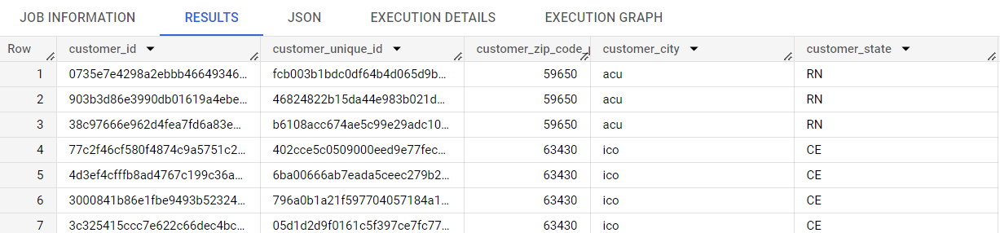 JOB INFORMATION RESULTS JSON EXECUTION DETAILS EXECUTION GRAPH
Row customer_id customer_unique_id customer_zip_code_p customer_city customer_state
1 0735e7e4298a2ebbb46649346... fcb003b1bdc0df64b4d065d9b... 59650 acu RN
2 903b3d86e3990db01619a4ebe... 46824822b15da44e983b021d... 59650 acu RN
3 38c97666e962d4fea7fd6a83e... b6108acc674ae5c99e29adc10... 59650 acu RN
4 77c2f46cf580f4874c9a5751c2... 402cce5c0509000eed9e77fec... 63430 ico CE
5 4d3ef4cfffb8ad4767c199c36a... 6ba00666ab7eada5ceec279b2... 63430 ico CE
6 3000841b86e1fbe9493b52324... 796a0b1a21f597704057184a1... 63430 ico CE
7 3c325415ccc7e622c66dec4bc... 05d1d2d9f0161c5f397ce7fc77... 63430 ico CE